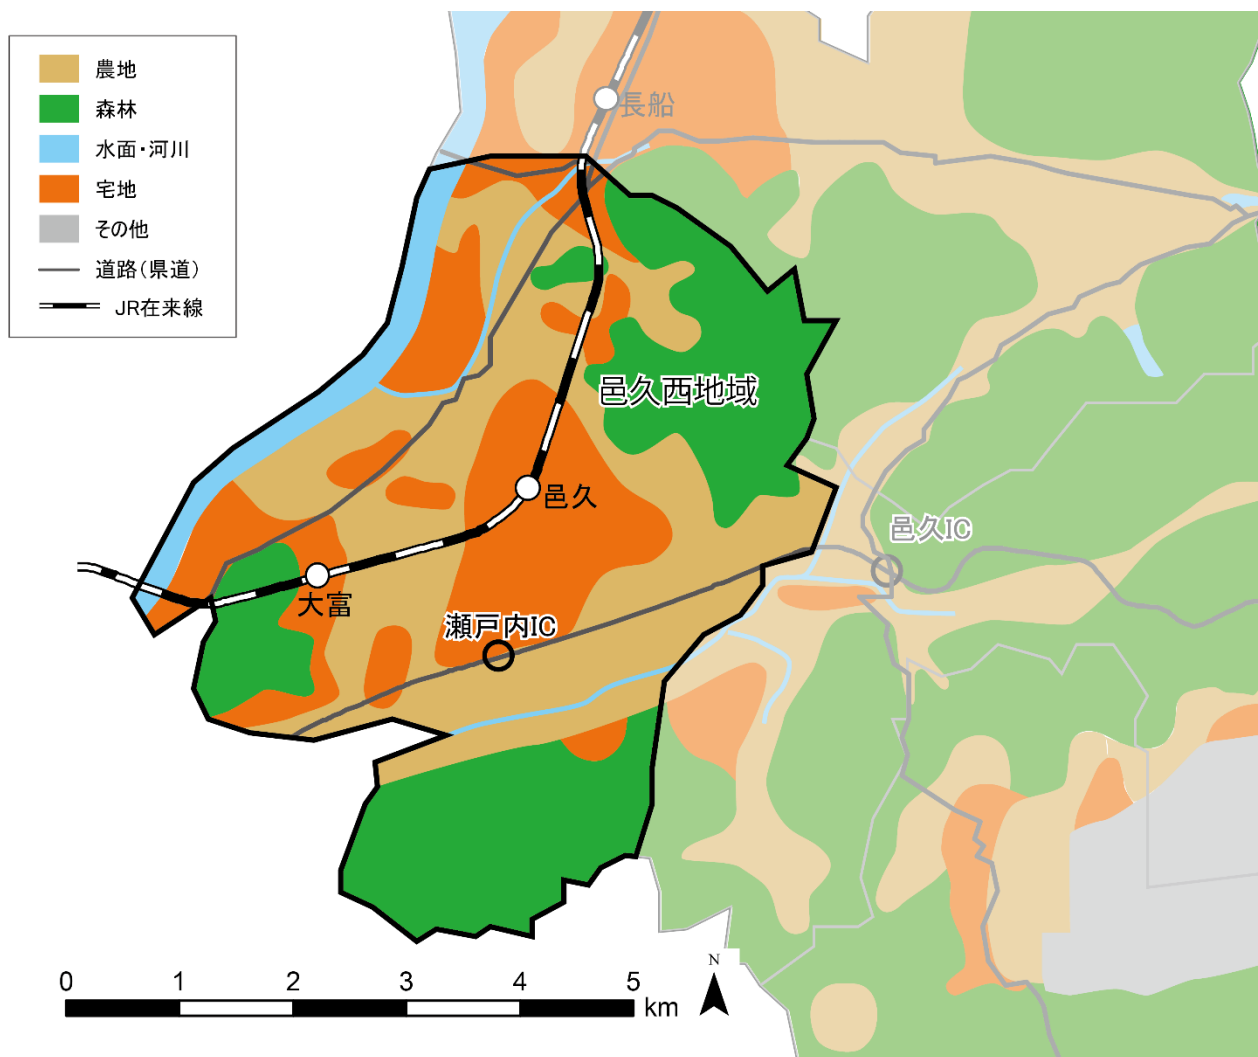 農地
森林
水面・河川
宅地
その他
道路（県道）
JR在来線
長船
邑久西地域
邑久
邑久IC
大富
瀬戸内IC
0 1 2 3 4 5 km
N